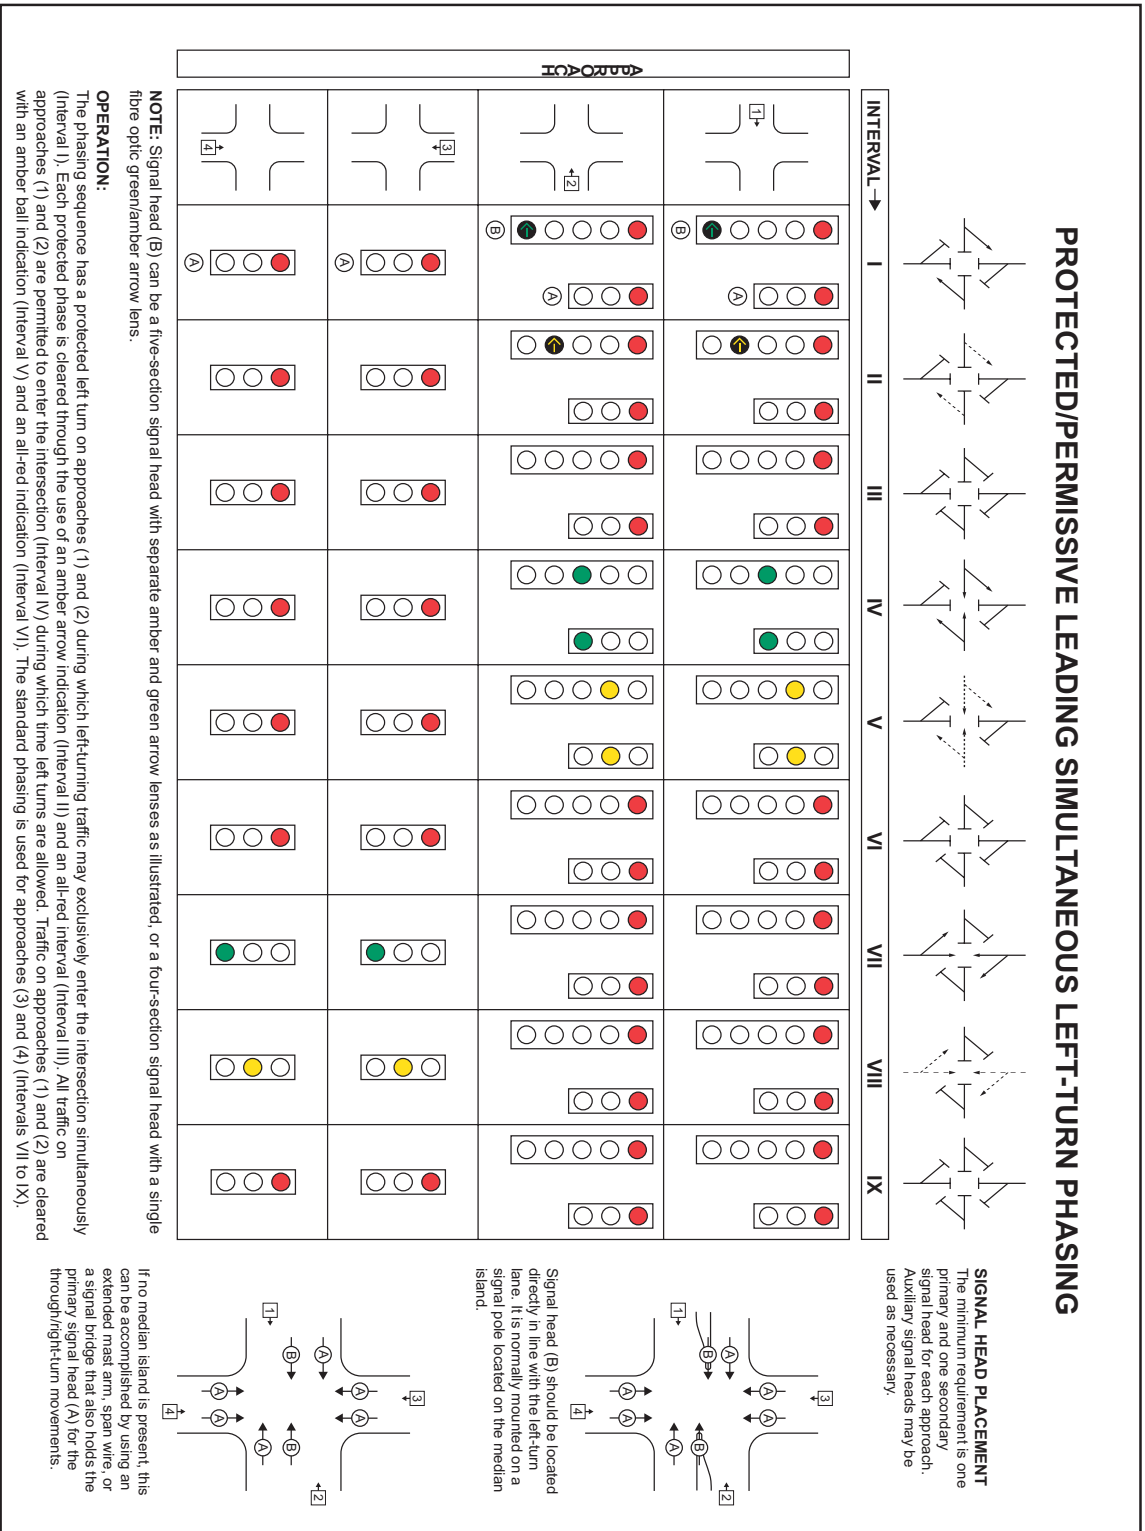 PROTECTED/PERMISSIVE LEADING SIMULTANEOUS LEFT-TURN PHASING
INTERVAL
I
II
III
IV
V
VI
VII
VIII
IX
APPROACH
1
B
A
2
B
A
3
A
4
A
NOTE: Signal head (B) can be a five-section signal head with separate amber and green arrow lenses as illustrated, or a four-section signal head with a single
fibre optic green/amber arrow lens.
OPERATION:
The phasing sequence has a protected left turn on approaches (1) and (2) during which left-turning traffic may exclusively enter the intersection simultaneously
(Interval I). Each protected phase is cleared through the use of an amber arrow indication (Interval II) and an all-red interval (Interval III). All traffic on
approaches (1) and (2) are permitted to enter the intersection (Interval IV) during which time left turns are allowed. Traffic on approaches (1) and (2) are cleared
with an amber ball indication (Interval V) and an all-red indication (Interval VI). The standard phasing is used for approaches (3) and (4) (Intervals VII to IX).
SIGNAL HEAD PLACEMENT
The minimum requirement is one
primary and one secondary
signal head for each approach.
Auxiliary signal heads may be
used as necessary.
3
A
A
1
A
B
B
A
2
A
A
4
Signal head (B) should be located
directly in line with the left-turn
lane. It is normally mounted on a
signal pole located on the median
island.
3
A
A
1
A
B
B
A
2
A
A
4
If no median island is present, this
can be accomplished by using an
extended mast arm, span wire, or
a signal bridge that also holds the
primary signal head (A) for the
through/right-turn movements.